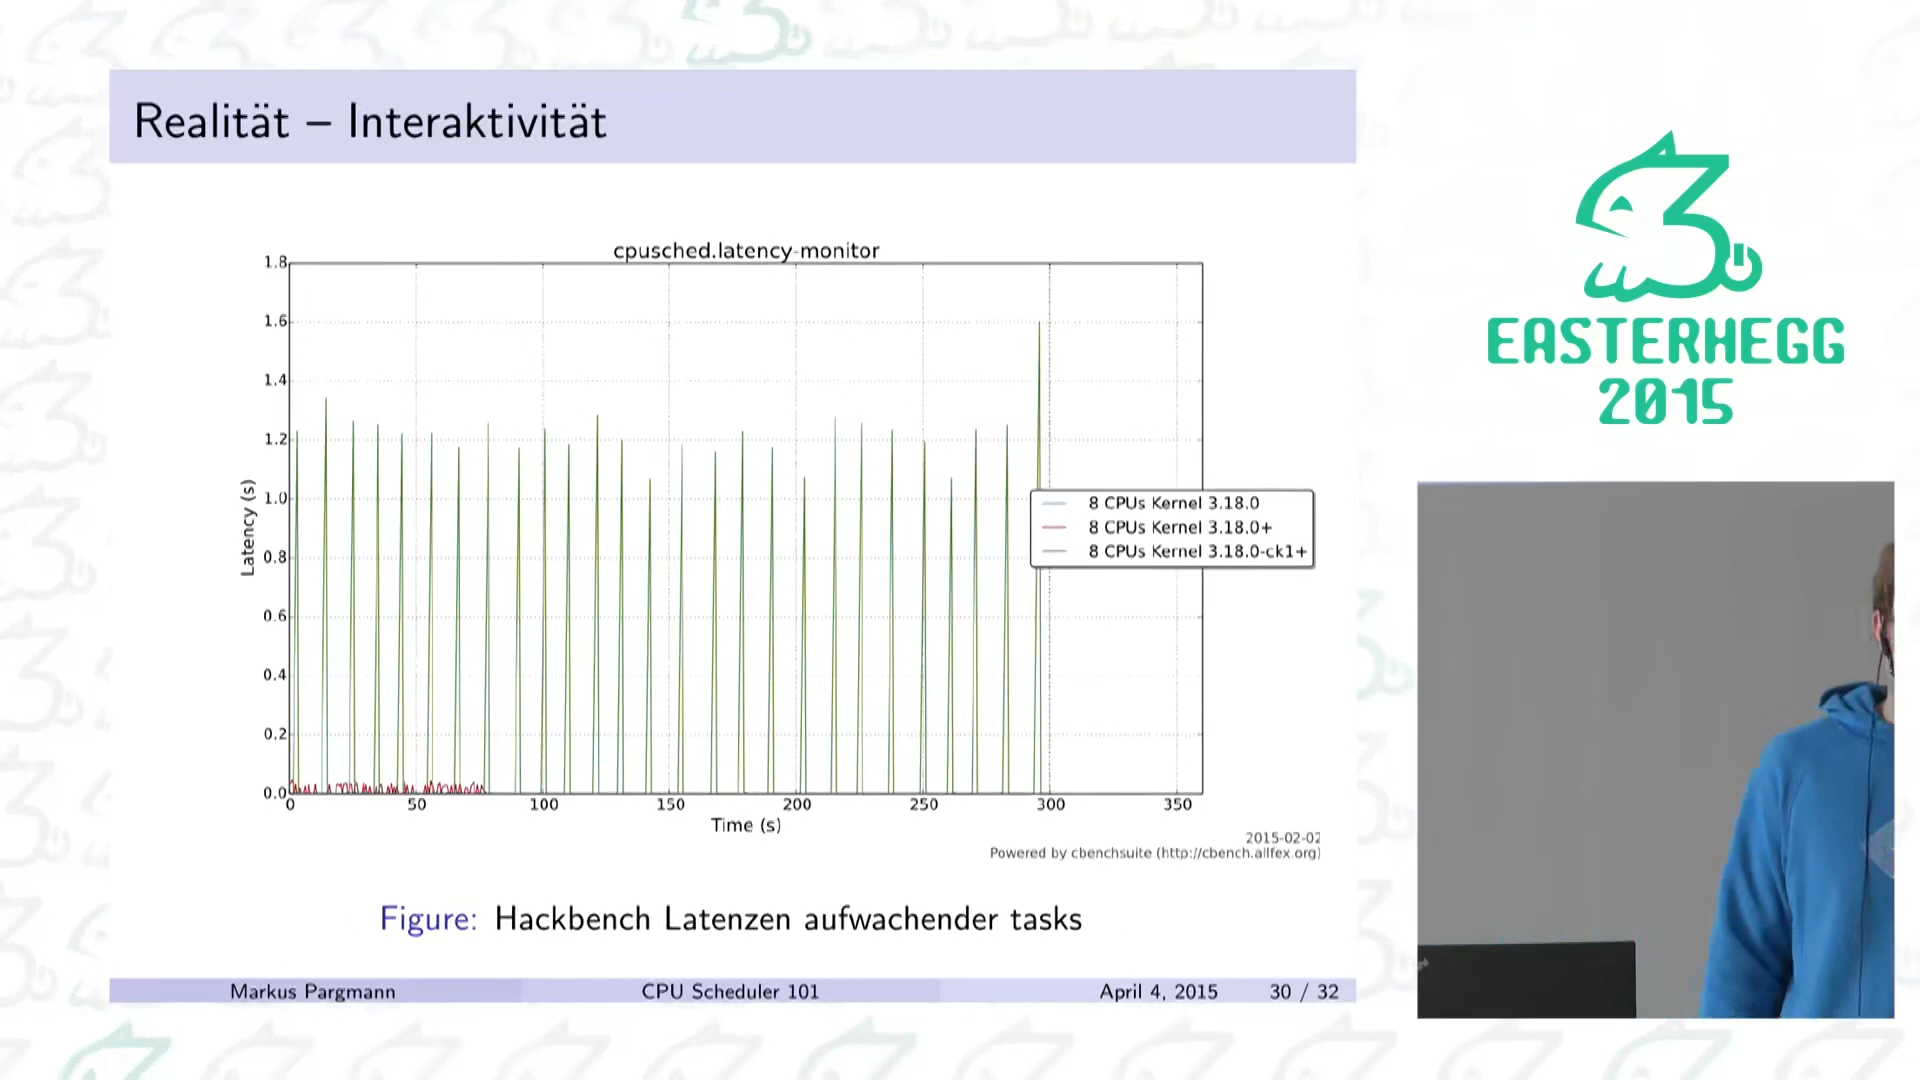 Realität – Interaktivität
cpusched.latency-monitor
1.8
1.6
1.4
1.2
1.0
0.8
0.6
0.4
0.2
0.0
Latency (s)
0 50 100 150 200 250 300 350
Time (s)
8 CPUs Kernel 3.18.0
8 CPUs Kernel 3.18.0+
8 CPUs Kernel 3.18.0-ck1+
2015-02-02
Powered by cbenchsuite (http://cbench.allfex.org)
Figure: Hackbench Latenzen aufwachender tasks
Markus Pargmann CPU Scheduler 101 April 4, 2015 30 / 32
EASTERHEGG
2015